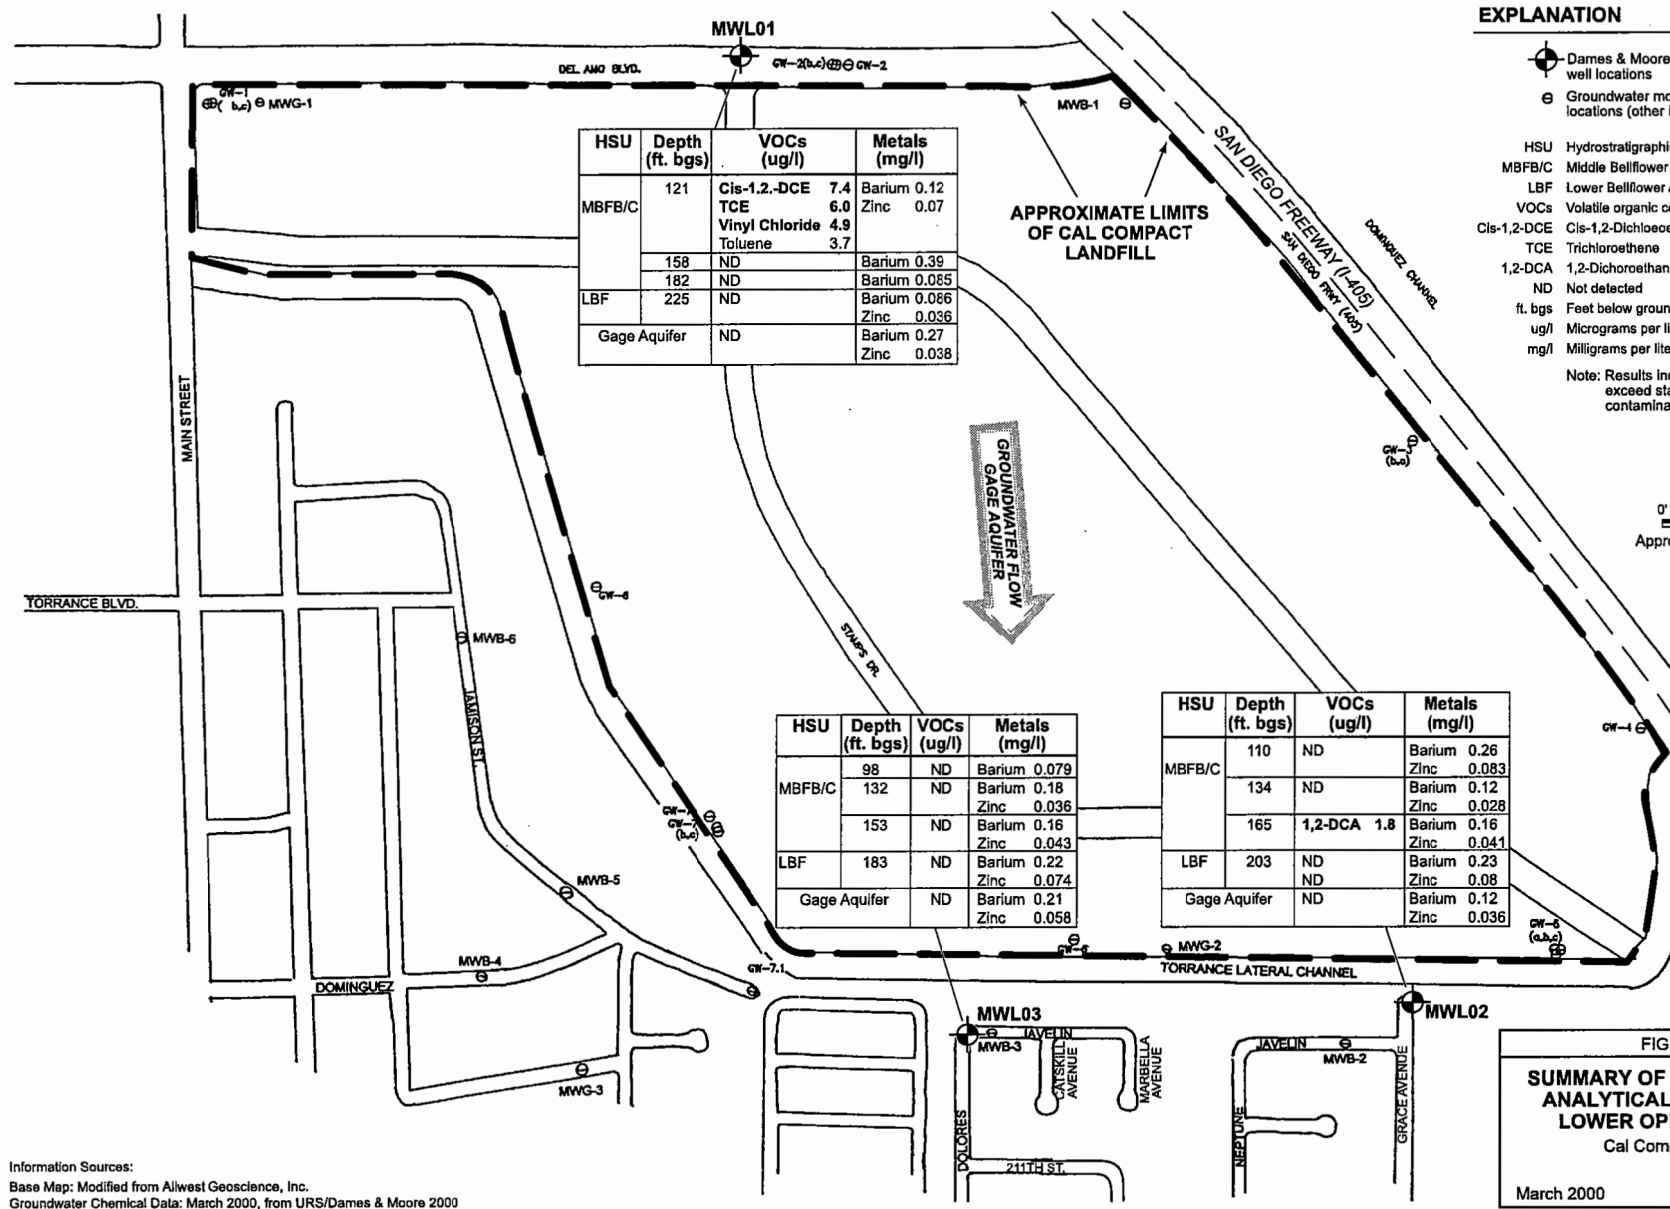 MWL01
DEL AMO BLVD.
GW-2(b,c) GW-2
GW-1
( b,c) MWG-1
MWB-1
EXPLANATION
Dames & Moore
well locations
Groundwater mo
locations (other
HSU Hydrostratigraphi
MBFB/C Middle Bellflower
LBF Lower Bellflower
VOCs Volatile organic c
Cis-1,2-DCE Cis-1,2-Dichloeoe
TCE Trichloroethene
1,2-DCA 1,2-Dichoroethan
ND Not detected
ft. bgs Feet below groun
ug/l Micrograms per li
mg/l Milligrams per lite
Note: Results in
exceed sta
contamina
0'
Appr
HSU Depth VOCs Metals
(ft. bgs) (ug/l) (mg/l)
121 Cis-1,2,-DCE 7.4 Barium 0.12
MBFB/C TCE 6.0 Zinc 0.07
Vinyl Chloride 4.9
Toluene 3.7
158 ND Barium 0.39
182 ND Barium 0.085
LBF 225 ND Barium 0.086
Zinc 0.036
Gage Aquifer ND Barium 0.27
Zinc 0.038
APPROXIMATE LIMITS
OF CAL COMPACT
LANDFILL
SAN DIEGO FREEWAY (I-405)
SAN DIEGO FRWY (405)
DOMINGUEZ CHANNEL
MAIN STREET
GW-3
(b,c)
GROUNDWATER FLOW
GAGE AQUIFER
TORRANCE BLVD.
GW-8
MWB-6
JAMISON ST.
STAMPS DR.
GW-4
HSU Depth VOCs Metals
(ft. bgs) (ug/l) (mg/l)
98 ND Barium 0.079
MBFB/C 132 ND Barium 0.18
Zinc 0.036
153 ND Barium 0.16
Zinc 0.043
LBF 183 ND Barium 0.22
Zinc 0.074
Gage Aquifer ND Barium 0.21
Zinc 0.058
HSU Depth VOCs Metals
(ft. bgs) (ug/l) (mg/l)
110 ND Barium 0.26
MBFB/C Zinc 0.083
134 ND Barium 0.12
Zinc 0.028
165 1,2-DCA 1.8 Barium 0.16
Zinc 0.041
LBF 203 ND Barium 0.23
ND Zinc 0.08
Gage Aquifer ND Barium 0.12
Zinc 0.036
GW-7
(b,c)
MWB-5
MWB-4
DOMINGUEZ
GW-7.1
GW-6
MWG-2
GW-5
(a,b,c)
TORRANCE LATERAL CHANNEL
MWL03
MWL02
MWB-3
JAVELIN
CATSKILL
AVENUE
MARBELLA
AVENUE
JAVELIN
MWB-2
GRACE AVENUE
MWG-3
DOLORES
NEPTUNE
211TH ST.
FIG
SUMMARY OF
ANALYTICAL
LOWER OP
Cal Com
March 2000
Information Sources:
Base Map: Modified from Allwest Geoscience, Inc.
Groundwater Chemical Data: March 2000, from URS/Dames & Moore 2000